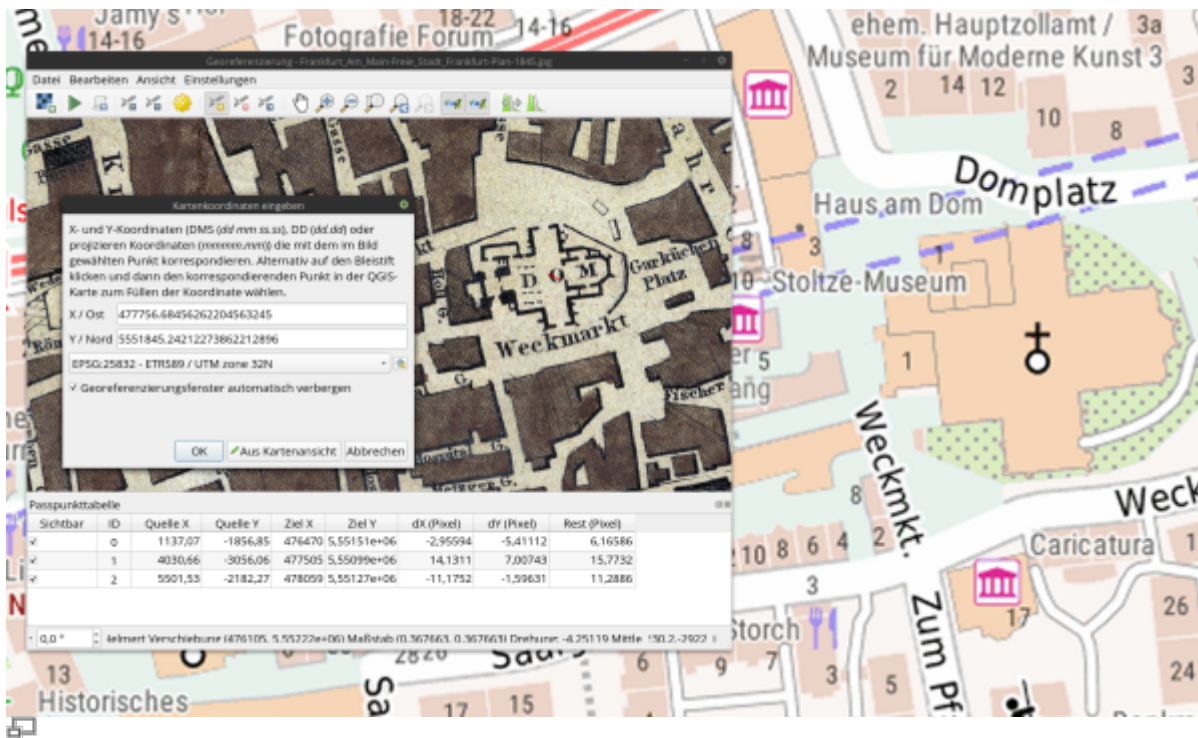 Jamy's
14-16
18-22
Fotografie Forum
14-16
ehem. Hauptzollamt /
Museum für Moderne Kunst 3
3a
3
2
14
12
10
8
Domplatz
Haus am Dom
3
1
10
Stoltze-Museum
1
5
Weckmkt.
8
2
10 8 6 4
3
Weck
Caricatura
1
17
26
24
Storch
Zum Pf
6
9
7
3
5
13
Historisches
2826
Saal
17
15
Georeferenzierung - Frankfurt_Am_Main-Freie_Stadt_Frankfurt-Plan-1845.jpg
Datei Bearbeiten Ansicht Einstellungen
Gasse
K
Garküchen
Platz
D O M
Weckmarkt
Fischer
G.
Metzger G.
Kartenkoordinaten eingeben
X- und Y-Koordinaten (DMS (dd mm ss.ss), DD (dd.dd) oder
projizieren Koordinaten (mmmm.mm)) die mit dem im Bild
gewählten Punkt korrespondieren. Alternativ auf den Bleistift
klicken und dann den korrespondierenden Punkt in der QGIS-
Karte zum Füllen der Koordinate wählen.
X / Ost 477756.68456262204563245
Y / Nord 5551845.24212273862212896
EPSG:25832 - ETRS89 / UTM zone 32N
Georeferenzierungsfenster automatisch verbergen
OK Aus Kartenansicht Abbrechen
Passpunkttabelle
Sichtbar ID Quelle X Quelle Y Ziel X Ziel Y dX (Pixel) dY (Pixel) Rest (Pixel)
0 1137,07 -1856,85 476470 5,55151e+06 -2,95594 -5,41112 6,16586
1 4030,66 -3056,06 477505 5,55099e+06 14,1311 7,00743 15,7732
2 5501,53 -2182,27 478059 5,55127e+06 -11,1752 -1,59631 11,2886
0,0 ° Helmert Verschiebung (476105, 5.55222e+06) Maßstab (0.367663, 0.367663) Drehung: -4.25119